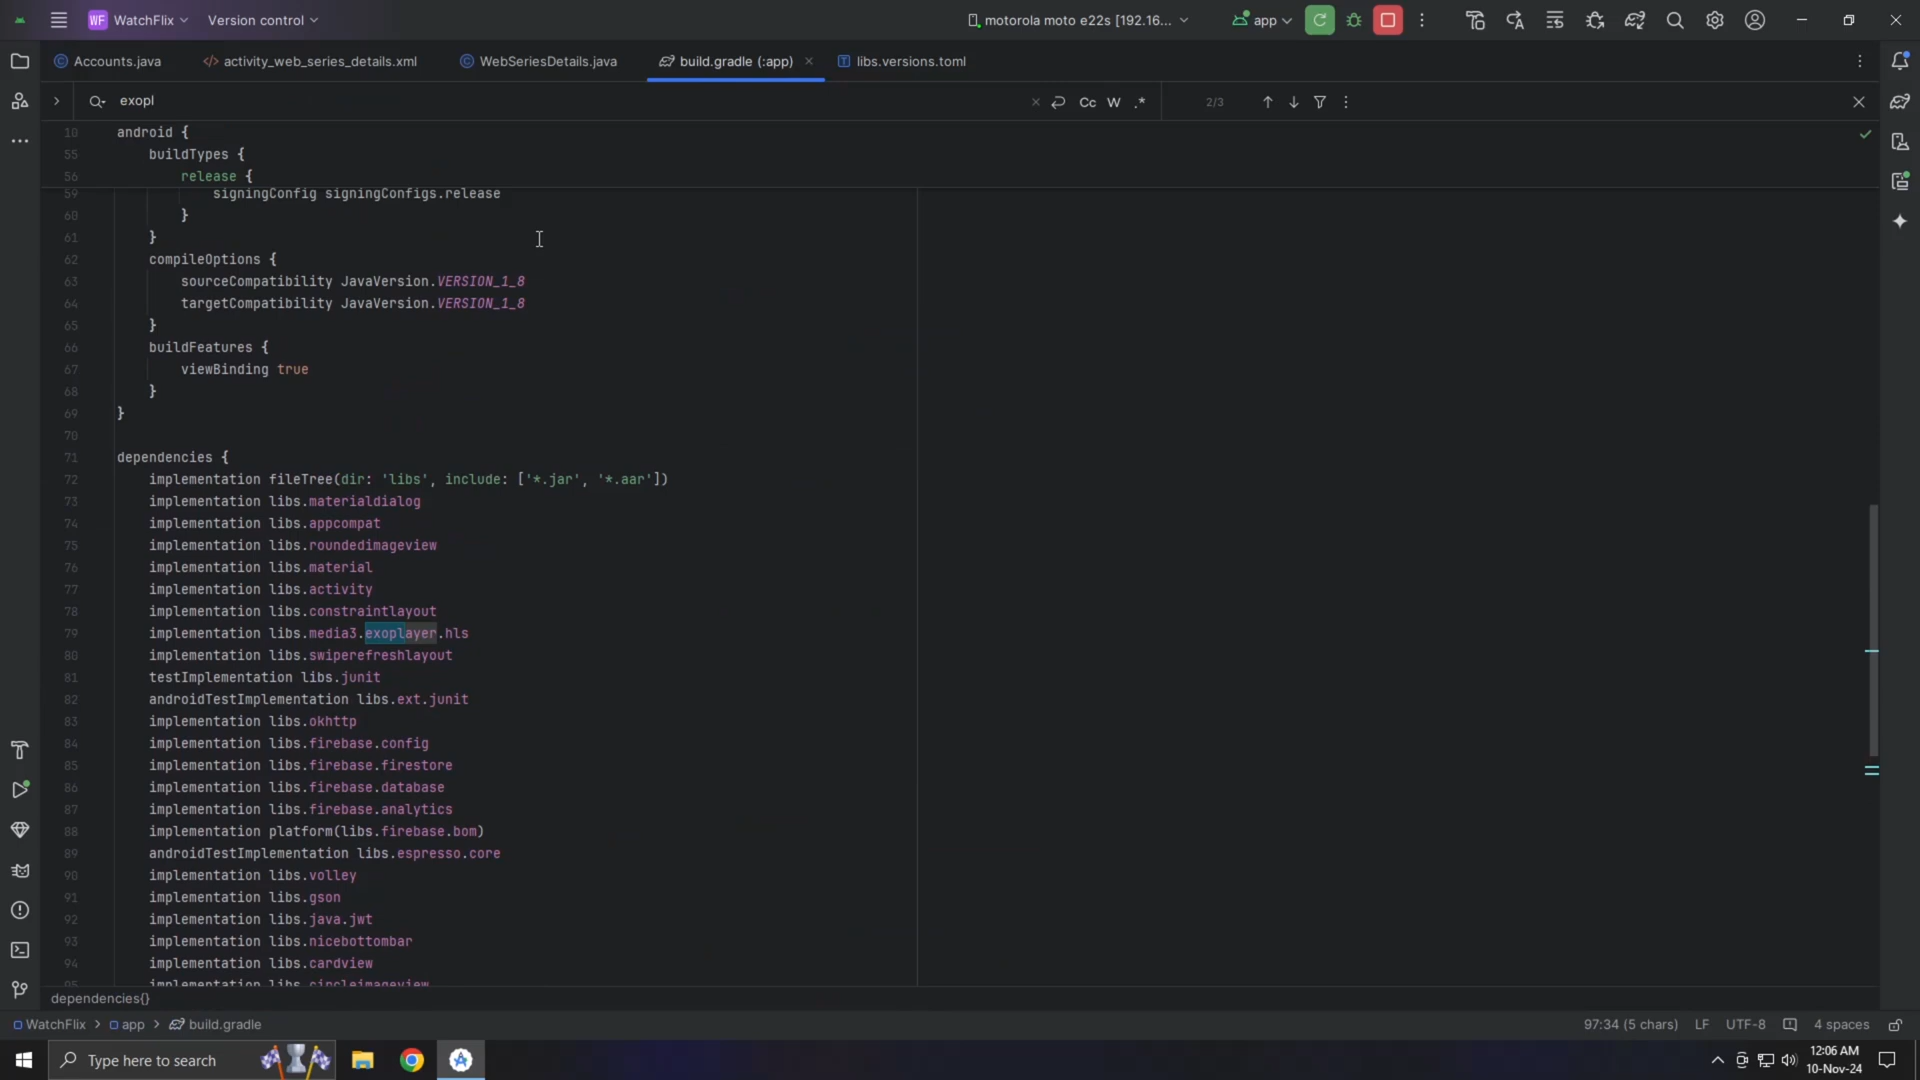 WF WatchFlix Version control motorola moto e22s [192.16... app
Accounts.java activity_web_series_details.xml WebSeriesDetails.java build.gradle (:app) libs.versions.toml
exopl Cc W .* 2/3
10 android {
55 buildTypes {
56 release {
59 signingConfig signingConfigs.release
60 }
61 }
62 compileOptions {
63 sourceCompatibility JavaVersion.VERSION_1_8
64 targetCompatibility JavaVersion.VERSION_1_8
65 }
66 buildFeatures {
67 viewBinding true
68 }
69 }
70
71 dependencies {
72 implementation fileTree(dir: 'libs', include: ['*.jar', '*.aar'])
73 implementation libs.materialdialog
74 implementation libs.appcompat
75 implementation libs.roundedimageview
76 implementation libs.material
77 implementation libs.activity
78 implementation libs.constraintlayout
79 implementation libs.media3.exoplayer.hls
80 implementation libs.swiperefreshlayout
81 testImplementation libs.junit
82 androidTestImplementation libs.ext.junit
83 implementation libs.okhttp
84 implementation libs.firebase.config
85 implementation libs.firebase.firestore
86 implementation libs.firebase.database
87 implementation libs.firebase.analytics
88 implementation platform(libs.firebase.bom)
89 androidTestImplementation libs.espresso.core
90 implementation libs.volley
91 implementation libs.gson
92 implementation libs.java.jwt
93 implementation libs.nicebottombar
94 implementation libs.cardview
95 implementation libs.circleimageview
dependencies{}
WatchFlix > app > build.gradle 97:34 (5 chars) LF UTF-8 4 spaces
Type here to search
12:06 AM
10-Nov-24